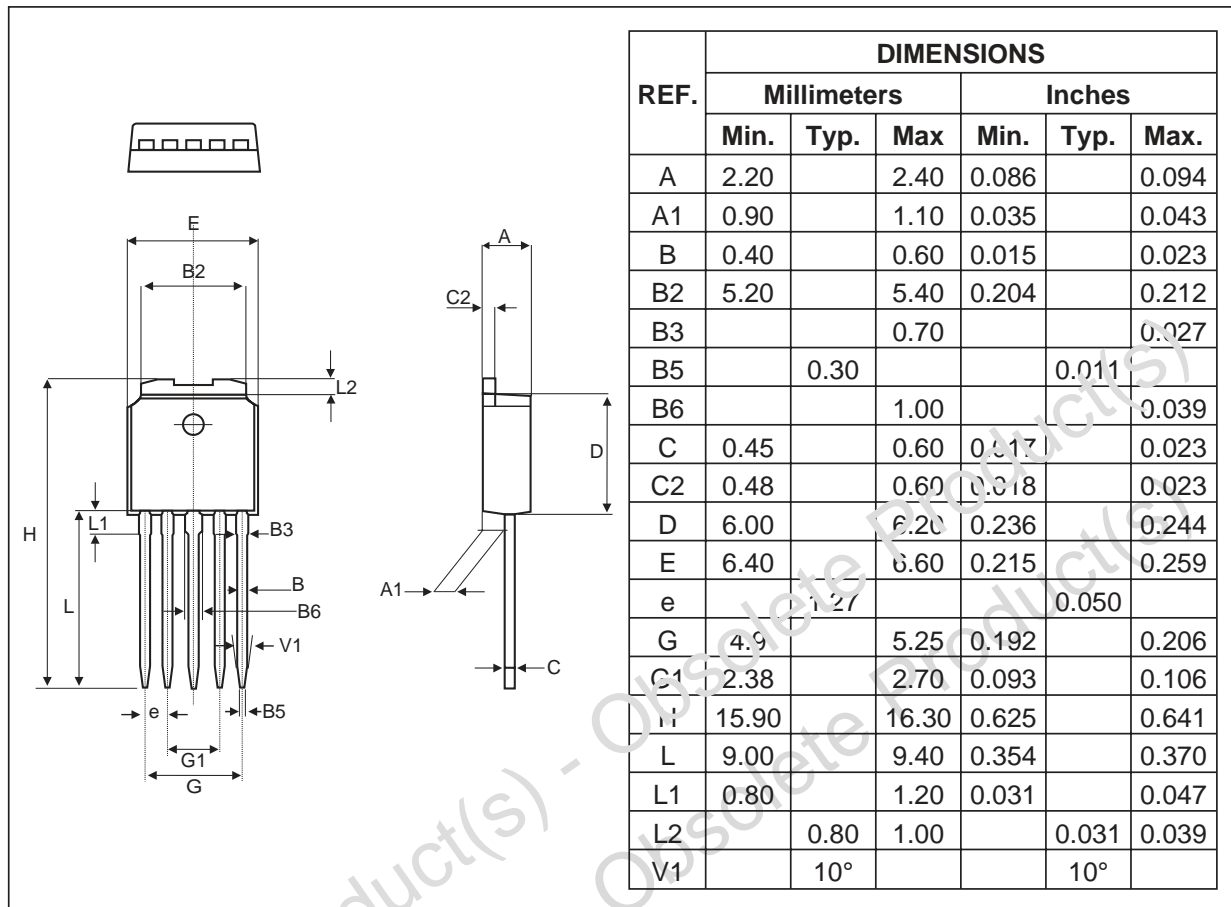 DIMENSIONS
REF. Millimeters Inches
Min. Typ. Max Min. Typ. Max.
A 2.20 2.40 0.086 0.094
A1 0.90 1.10 0.035 0.043
B 0.40 0.60 0.015 0.023
B2 5.20 5.40 0.204 0.212
B3 0.70 0.027
B5 0.30 0.011
B6 1.00 0.039
C 0.45 0.60 0.017 0.023
C2 0.48 0.60 0.018 0.023
D 6.00 6.20 0.236 0.244
E 6.40 6.60 0.215 0.259
e 1.27 0.050
G 4.9 5.25 0.192 0.206
G1 2.38 2.70 0.093 0.106
H 15.90 16.30 0.625 0.641
L 9.00 9.40 0.354 0.370
L1 0.80 1.20 0.031 0.047
L2 0.80 1.00 0.031 0.039
V1 10° 10°
E
A
B2
C2
L2
D
H
L1
B3
L
B
A1
B6
V1
C
e
B5
G1
G
duct(s) - Obsolete Product(s)
Obsolete Product(s)